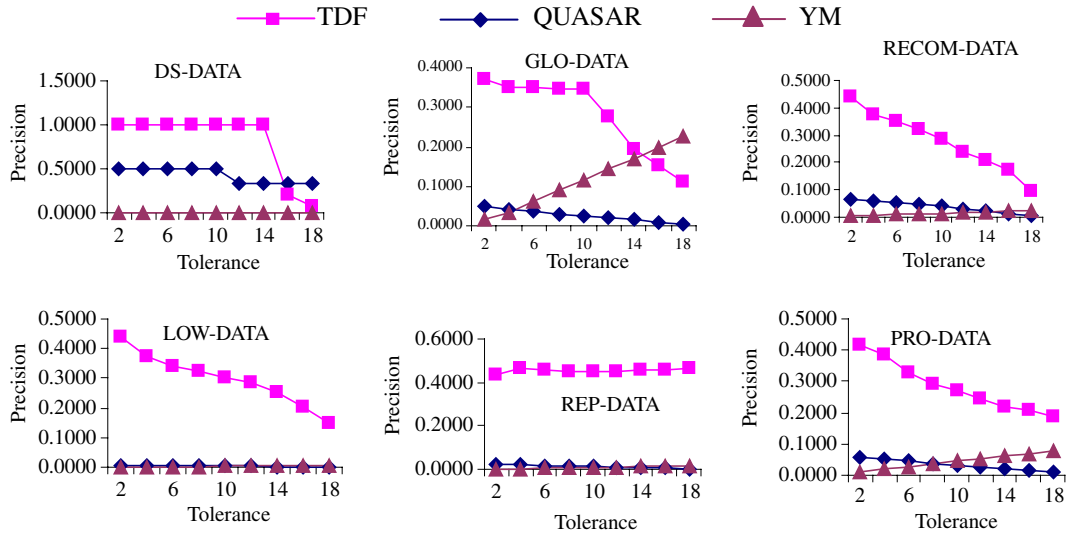 TDF QUASAR YM
DS-DATA
Precision
1.5000
1.0000
0.5000
0.0000
2 6 10 14 18
Tolerance
GLO-DATA
Precision
0.4000
0.3000
0.2000
0.1000
0.0000
2 6 10 14 18
Tolerance
RECOM-DATA
Precision
0.5000
0.4000
0.3000
0.2000
0.1000
0.0000
2 6 10 14 18
Tolerance
LOW-DATA
Precision
0.5000
0.4000
0.3000
0.2000
0.1000
0.0000
2 6 10 14 18
Tolerance
REP-DATA
Precision
0.6000
0.4000
0.2000
0.0000
2 6 10 14 18
Tolerance
PRO-DATA
Precision
0.5000
0.4000
0.3000
0.2000
0.1000
0.0000
2 6 10 14 18
Tolerance